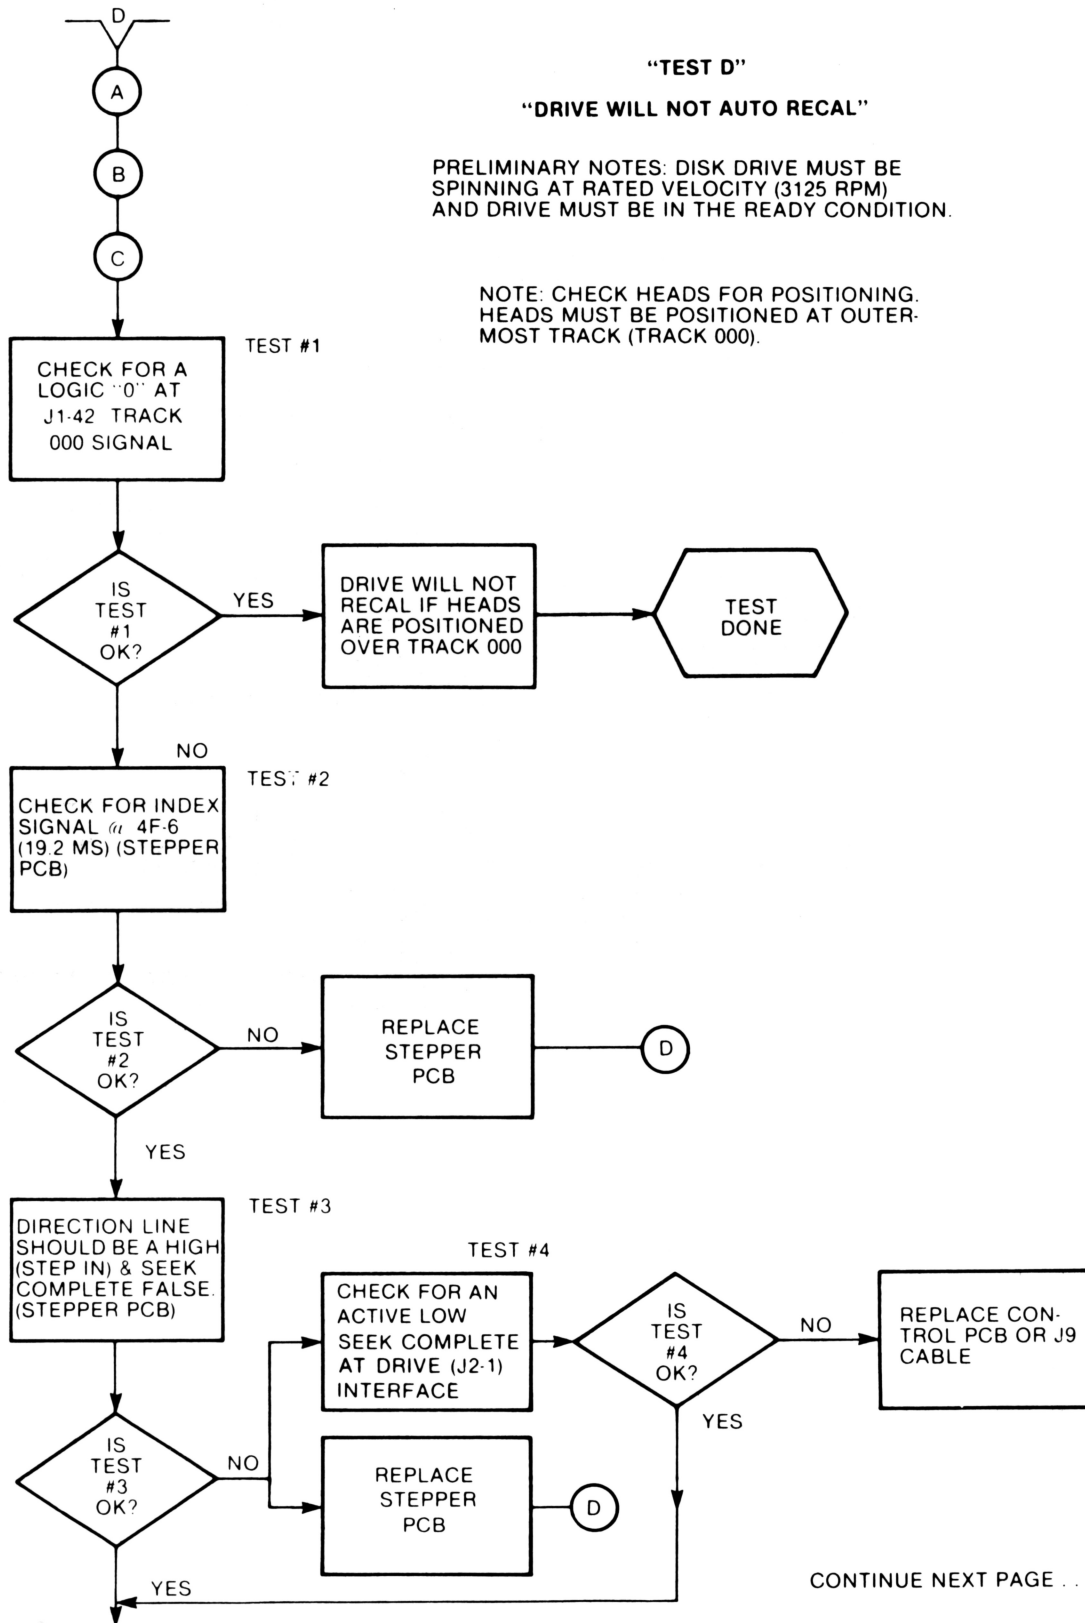 D
"TEST D"
"DRIVE WILL NOT AUTO RECAL"
A
B
C
PRELIMINARY NOTES: DISK DRIVE MUST BE
SPINNING AT RATED VELOCITY (3125 RPM)
AND DRIVE MUST BE IN THE READY CONDITION.
NOTE: CHECK HEADS FOR POSITIONING.
HEADS MUST BE POSITIONED AT OUTER-
MOST TRACK (TRACK 000).
TEST #1
CHECK FOR A
LOGIC "0" AT
J1-42 TRACK
000 SIGNAL
IS
TEST
#1
OK?
YES
DRIVE WILL NOT
RECAL IF HEADS
ARE POSITIONED
OVER TRACK 000
TEST
DONE
NO
TEST #2
CHECK FOR INDEX
SIGNAL @ 4F-6
(19.2 MS) (STEPPER
PCB)
IS
TEST
#2
OK?
NO
REPLACE
STEPPER
PCB
D
YES
TEST #3
DIRECTION LINE
SHOULD BE A HIGH
(STEP IN) & SEEK
COMPLETE FALSE.
(STEPPER PCB)
TEST #4
CHECK FOR AN
ACTIVE LOW
SEEK COMPLETE
AT DRIVE (J2-1)
INTERFACE
IS
TEST
#4
OK?
NO
REPLACE CON-
TROL PCB OR J9
CABLE
YES
IS
TEST
#3
OK?
NO
REPLACE
STEPPER
PCB
D
YES
CONTINUE NEXT PAGE . .